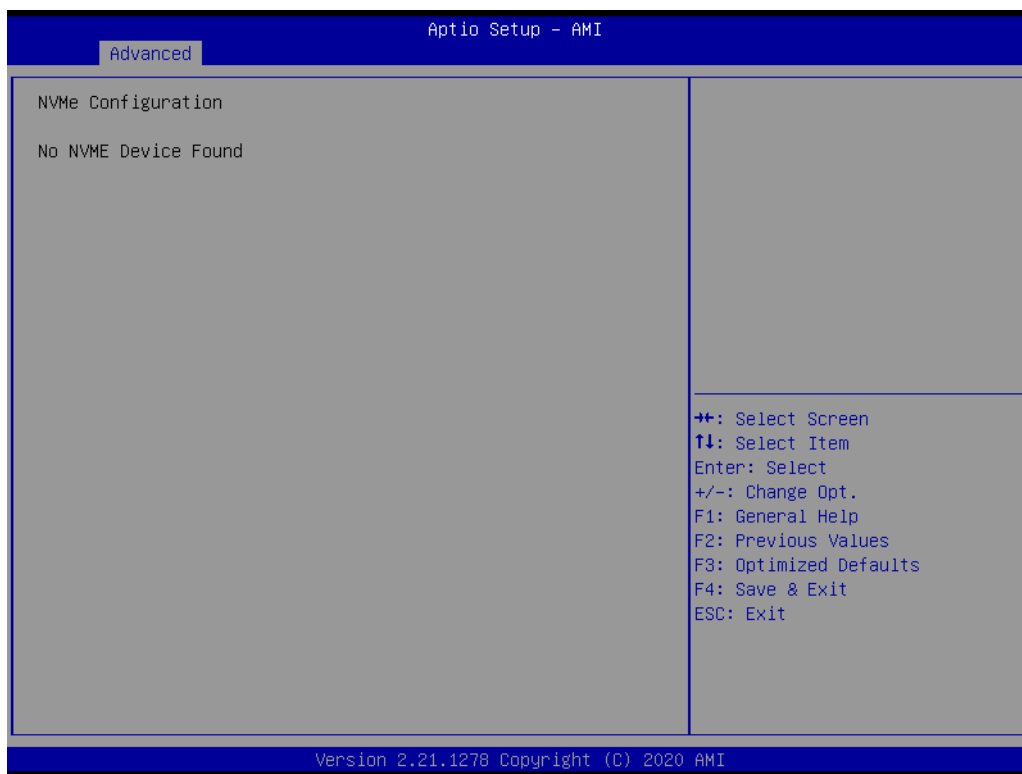 Aptio Setup – AMI
Advanced
NVMe Configuration
No NVME Device Found
→←: Select Screen
↑↓: Select Item
Enter: Select
+/-: Change Opt.
F1: General Help
F2: Previous Values
F3: Optimized Defaults
F4: Save & Exit
ESC: Exit
Version 2.21.1278 Copyright (C) 2020 AMI